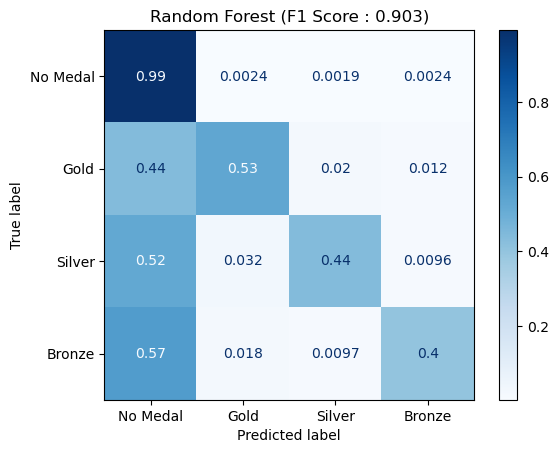 Random Forest (F1 Score : 0.903)
No Medal 0.99 0.0024 0.0019 0.0024
Gold 0.44 0.53 0.02 0.012
Silver 0.52 0.032 0.44 0.0096
Bronze 0.57 0.018 0.0097 0.4
No Medal Gold Silver Bronze
Predicted label
True label
0.8
0.6
0.4
0.2